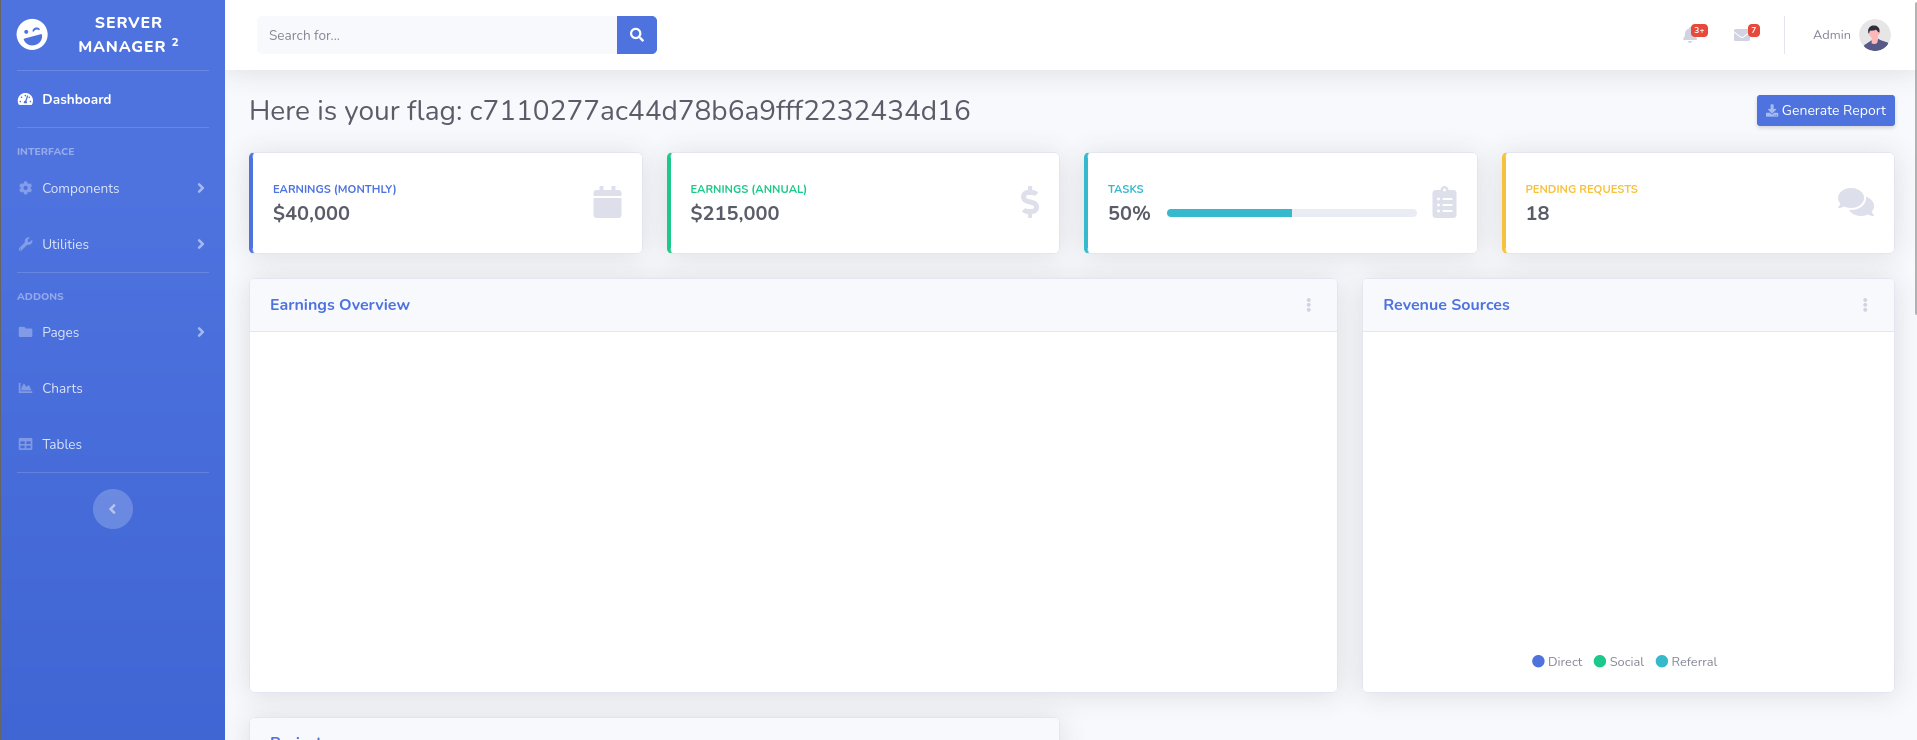 SERVER
MANAGER 2
Search for...
3+
7
Admin
Dashboard
Here is your flag: c7110277ac44d78b6a9fff2232434d16
Generate Report
INTERFACE
Components
Utilities
ADDONS
Pages
Charts
Tables
EARNINGS (MONTHLY)
$40,000
EARNINGS (ANNUAL)
$215,000
TASKS
50%
PENDING REQUESTS
18
Earnings Overview
Revenue Sources
Direct Social Referral